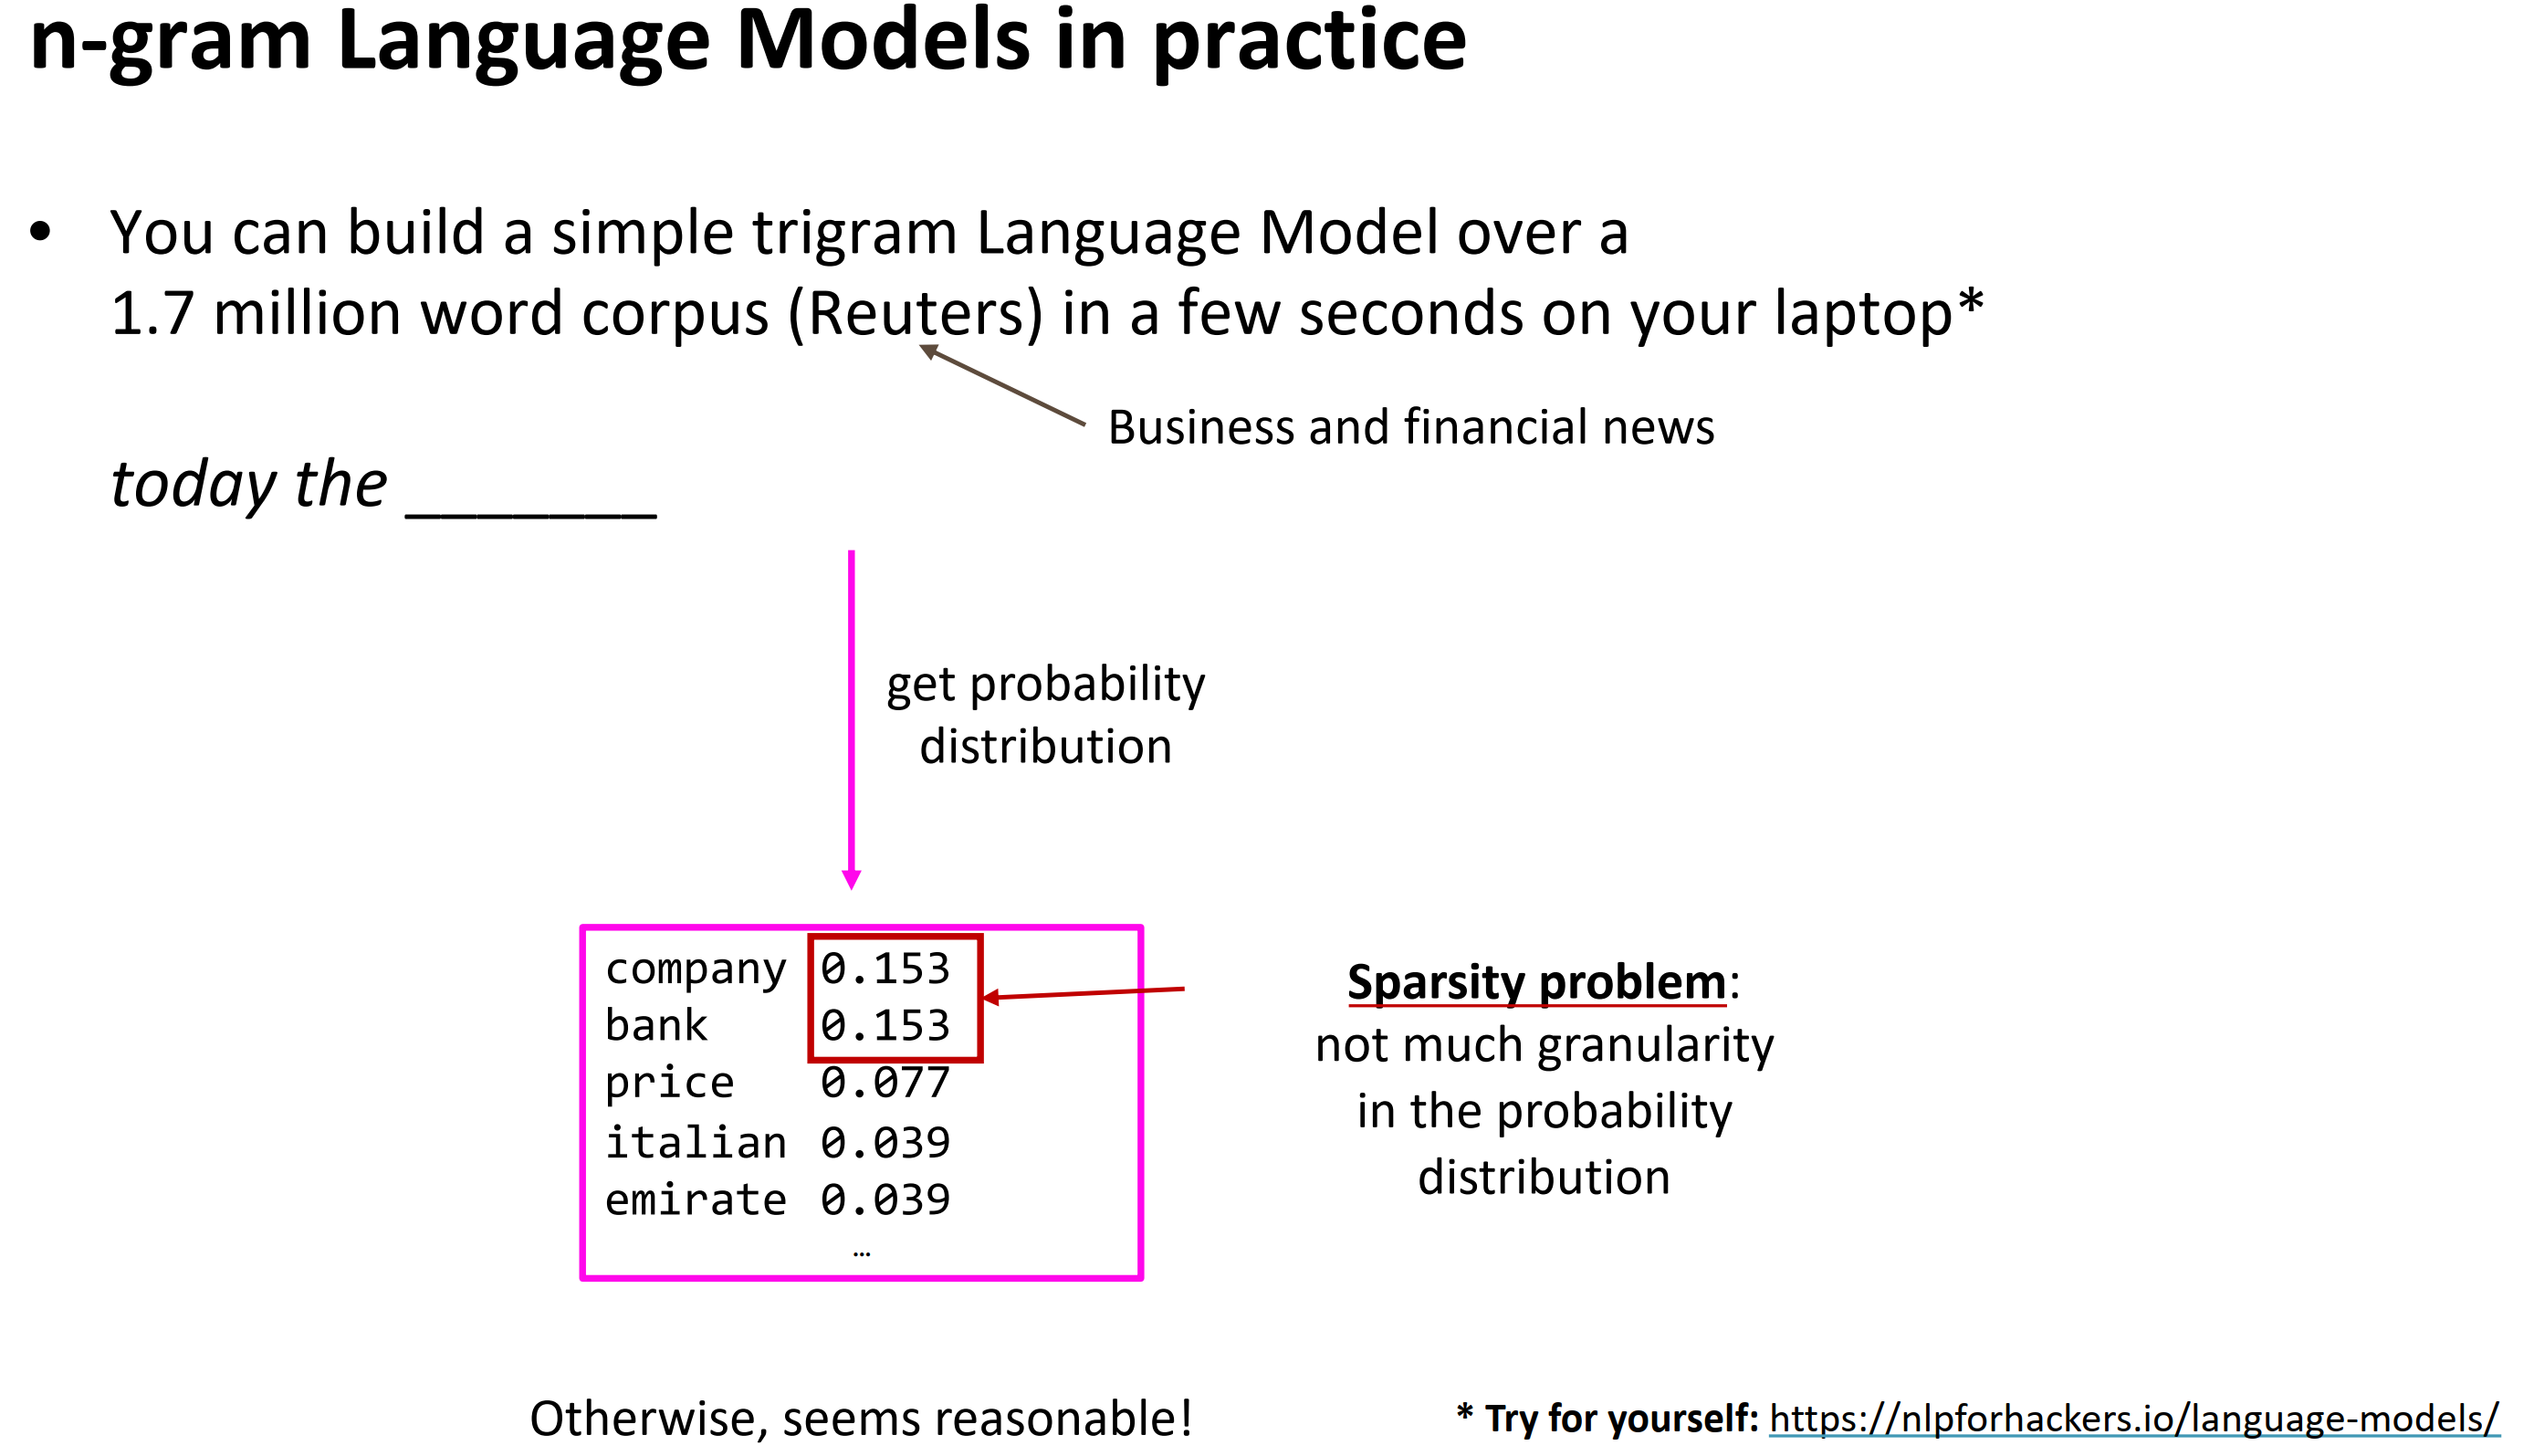 n-gram Language Models in practice
• You can build a simple trigram Language Model over a
1.7 million word corpus (Reuters) in a few seconds on your laptop*
Business and financial news
today the _______
get probability
distribution
company 0.153
bank 0.153
price 0.077
italian 0.039
emirate 0.039
…
Sparsity problem:
not much granularity
in the probability
distribution
Otherwise, seems reasonable!
* Try for yourself: https://nlpforhackers.io/language-models/